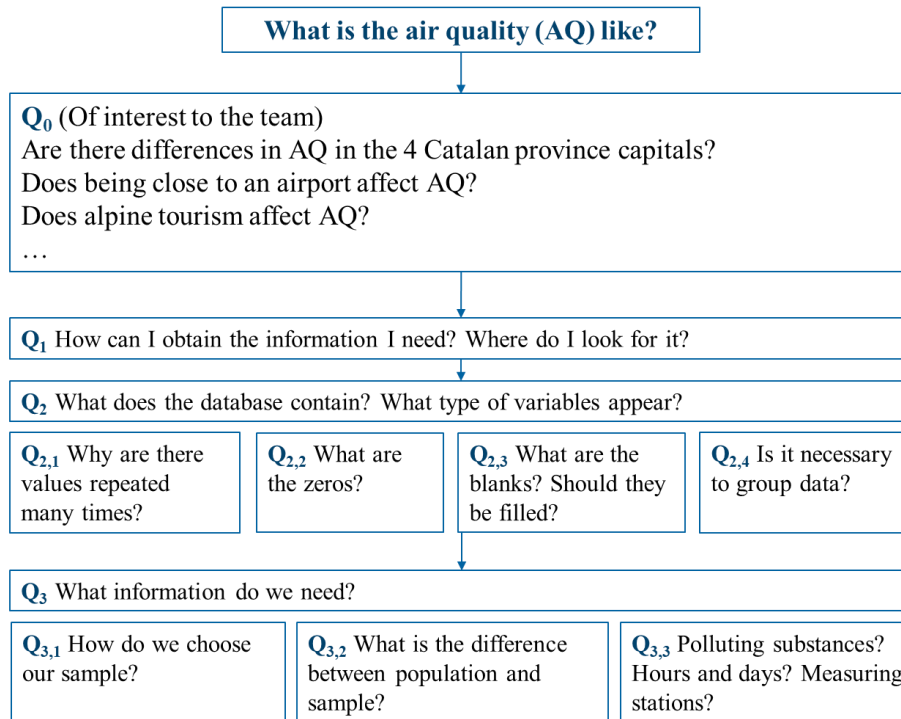 What is the air quality (AQ) like?
Q0 (Of interest to the team)
Are there differences in AQ in the 4 Catalan province capitals?
Does being close to an airport affect AQ?
Does alpine tourism affect AQ?
…
Q1 How can I obtain the information I need? Where do I look for it?
Q2 What does the database contain? What type of variables appear?
Q2,1 Why are there
values repeated
many times?
Q2,2 What are
the zeros?
Q2,3 What are the
blanks? Should they
be filled?
Q2,4 Is it necessary
to group data?
Q3 What information do we need?
Q3,1 How do we choose
our sample?
Q3,2 What is the difference
between population and
sample?
Q3,3 Polluting substances?
Hours and days? Measuring
stations?